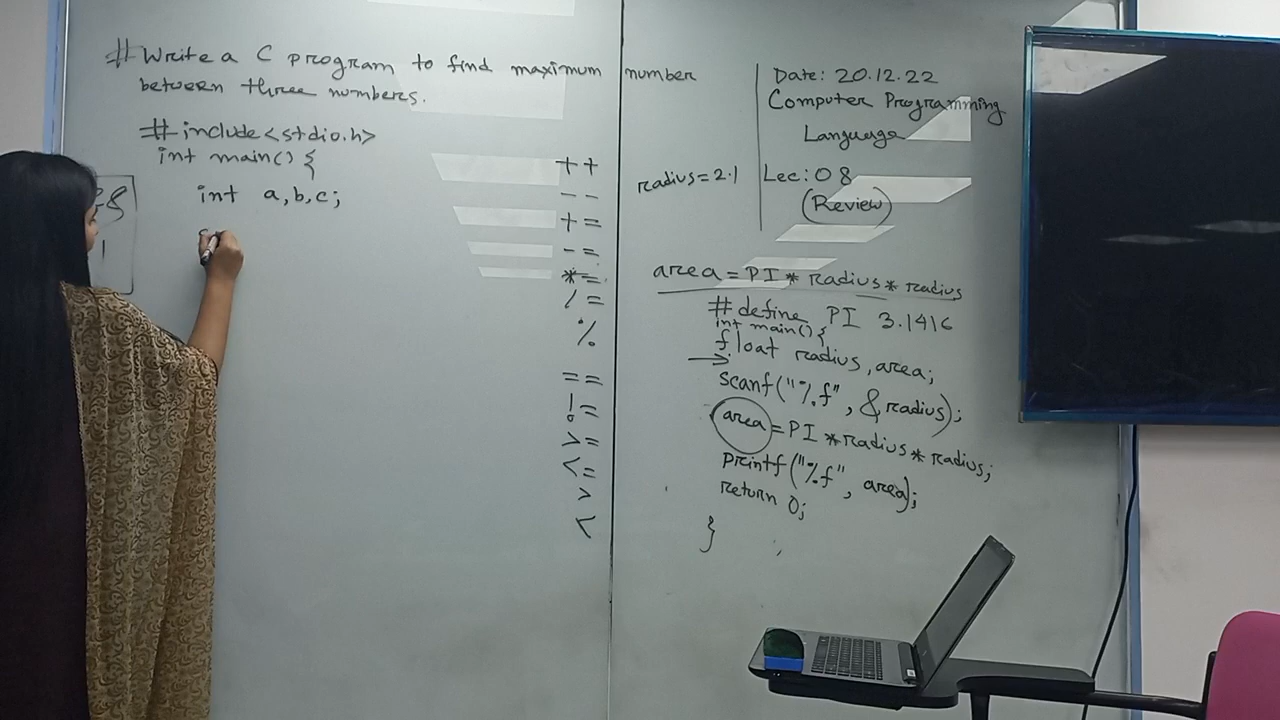 # Write a C program to find maximum number
between three numbers.
# include<stdio.h>
int main() {
int a,b,c;
++
--
+=
-=
*=
/=
%
==
!=
>=
<=
>
<
radius=2.1
Date: 20.12.22
Computer Programming
Languarge
Lec: 08
(Review)
area = PI * radius * radius
# define PI 3.1416
int main() {
float radius, area;
scanf("%f", &radius);
area = PI * radius * radius;
printf("%f", area);
return 0;
}